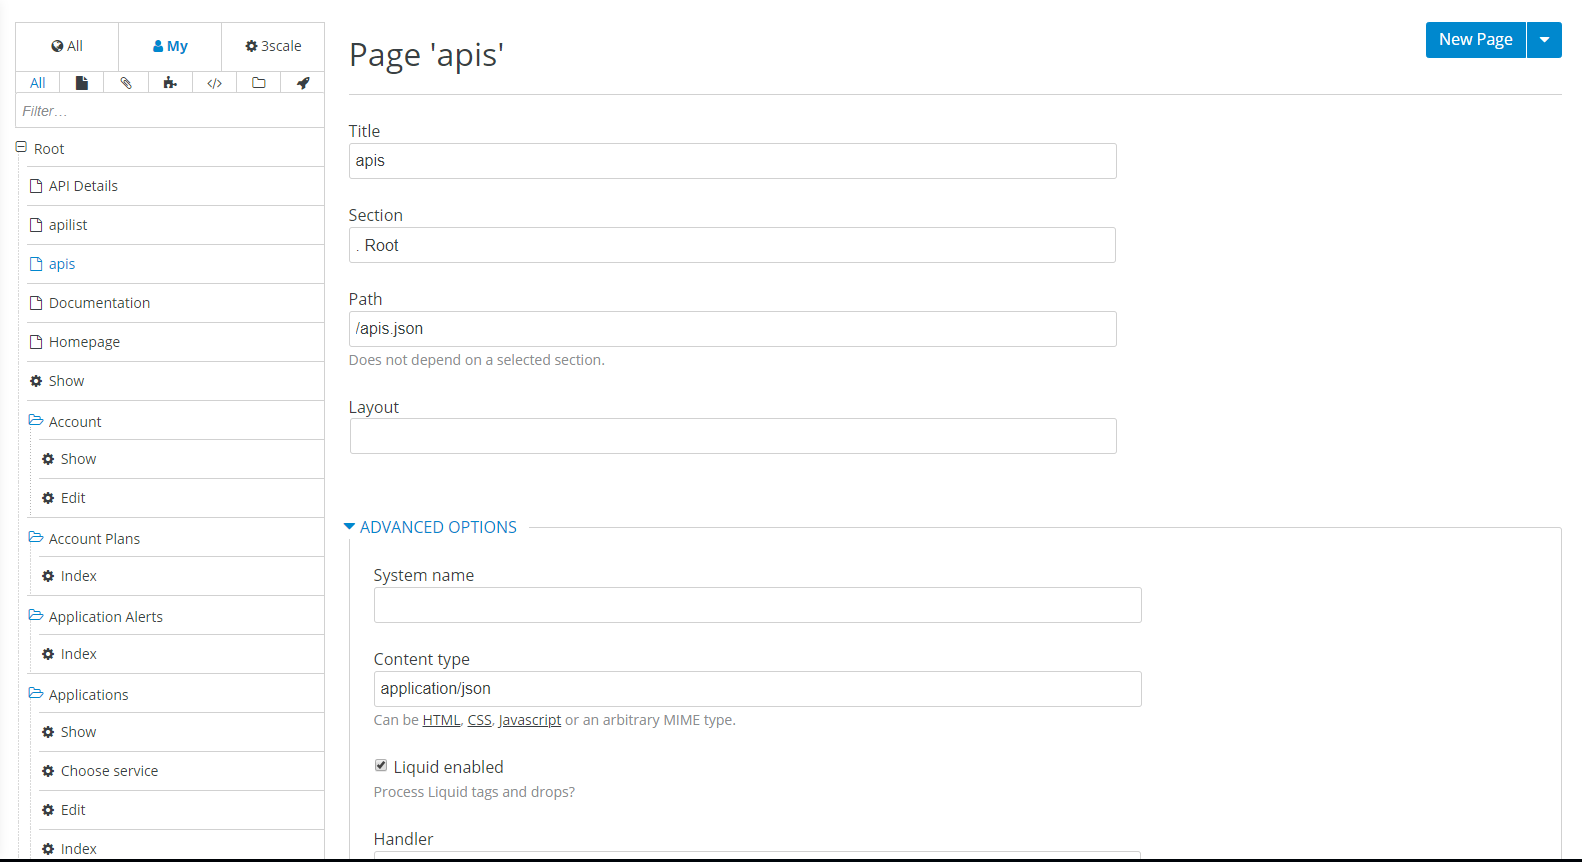 All
My
3scale
All
Filter...
Root
API Details
apilist
apis
Documentation
Homepage
Show
Account
Show
Edit
Account Plans
Index
Application Alerts
Index
Applications
Show
Choose service
Edit
Index
Page 'apis'
New Page
Title
apis
Section
. Root
Path
/apis.json
Does not depend on a selected section.
Layout
ADVANCED OPTIONS
System name
Content type
application/json
Can be HTML, CSS, Javascript or an arbitrary MIME type.
Liquid enabled
Process Liquid tags and drops?
Handler